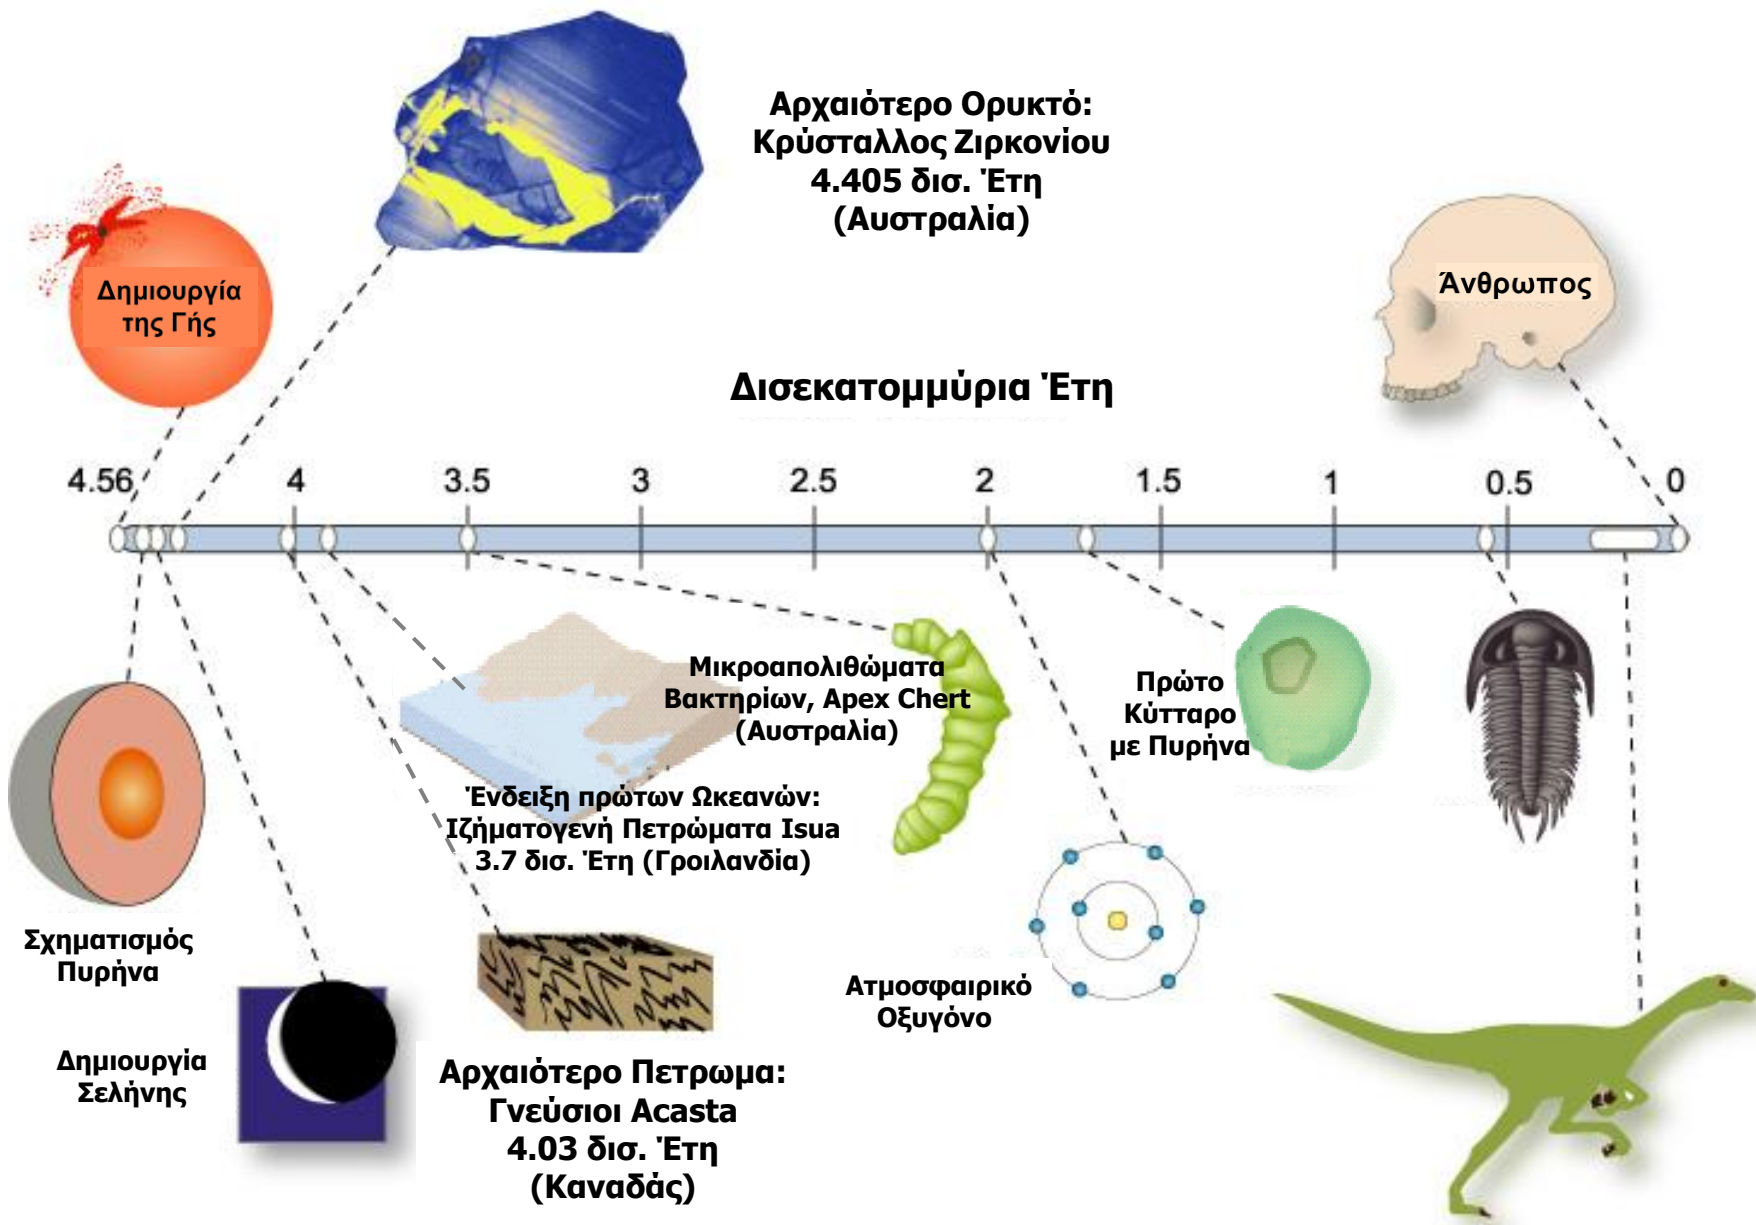 Αρχαιότερο Ορυκτό:
Κρύσταλλος Ζιρκονίου
4.405 δισ. Έτη
(Αυστραλία)
Δημιουργία
της Γής
Άνθρωπος
Δισεκατομμύρια Έτη
4.56 4 3.5 3 2.5 2 1.5 1 0.5 0
Μικροαπολιθώματα
Βακτηρίων, Apex Chert
(Αυστραλία)
Πρώτο
Κύτταρο
με Πυρήνα
Ένδειξη πρώτων Ωκεανών:
Ιζήματογενή Πετρώματα Isua
3.7 δισ. Έτη (Γροιλανδία)
Σχηματισμός
Πυρήνα
Ατμοσφαιρικό
Οξυγόνο
Δημιουργία
Σελήνης
Αρχαιότερο Πετρωμα:
Γνεύσιοι Acasta
4.03 δισ. Έτη
(Καναδάς)